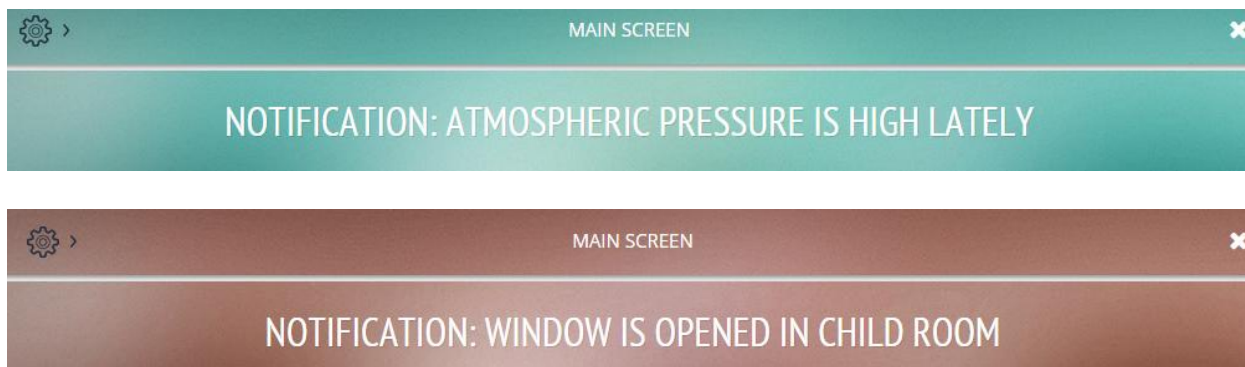 MAIN SCREEN
NOTIFICATION: ATMOSPHERIC PRESSURE IS HIGH LATELY
MAIN SCREEN
NOTIFICATION: WINDOW IS OPENED IN CHILD ROOM